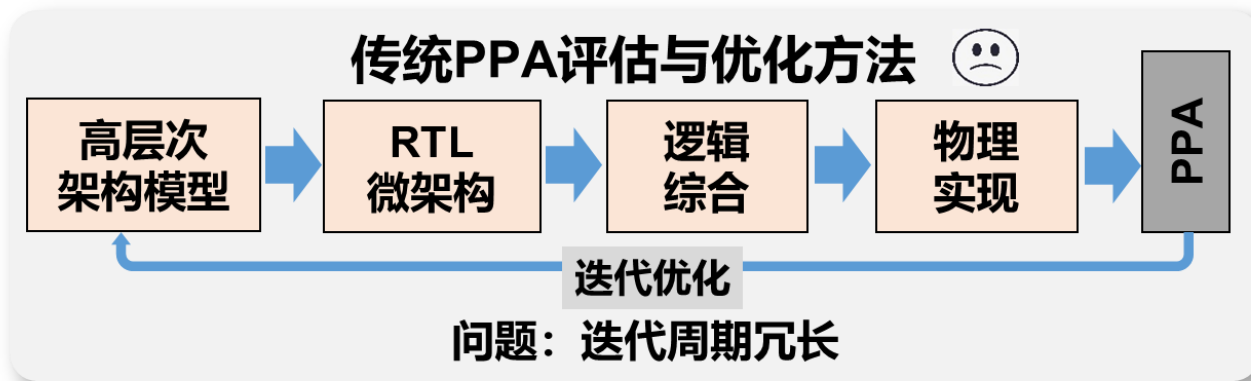 传统PPA评估与优化方法
高层次
架构模型
RTL
微架构
逻辑
综合
物理
实现
PPA
迭代优化
问题：迭代周期冗长